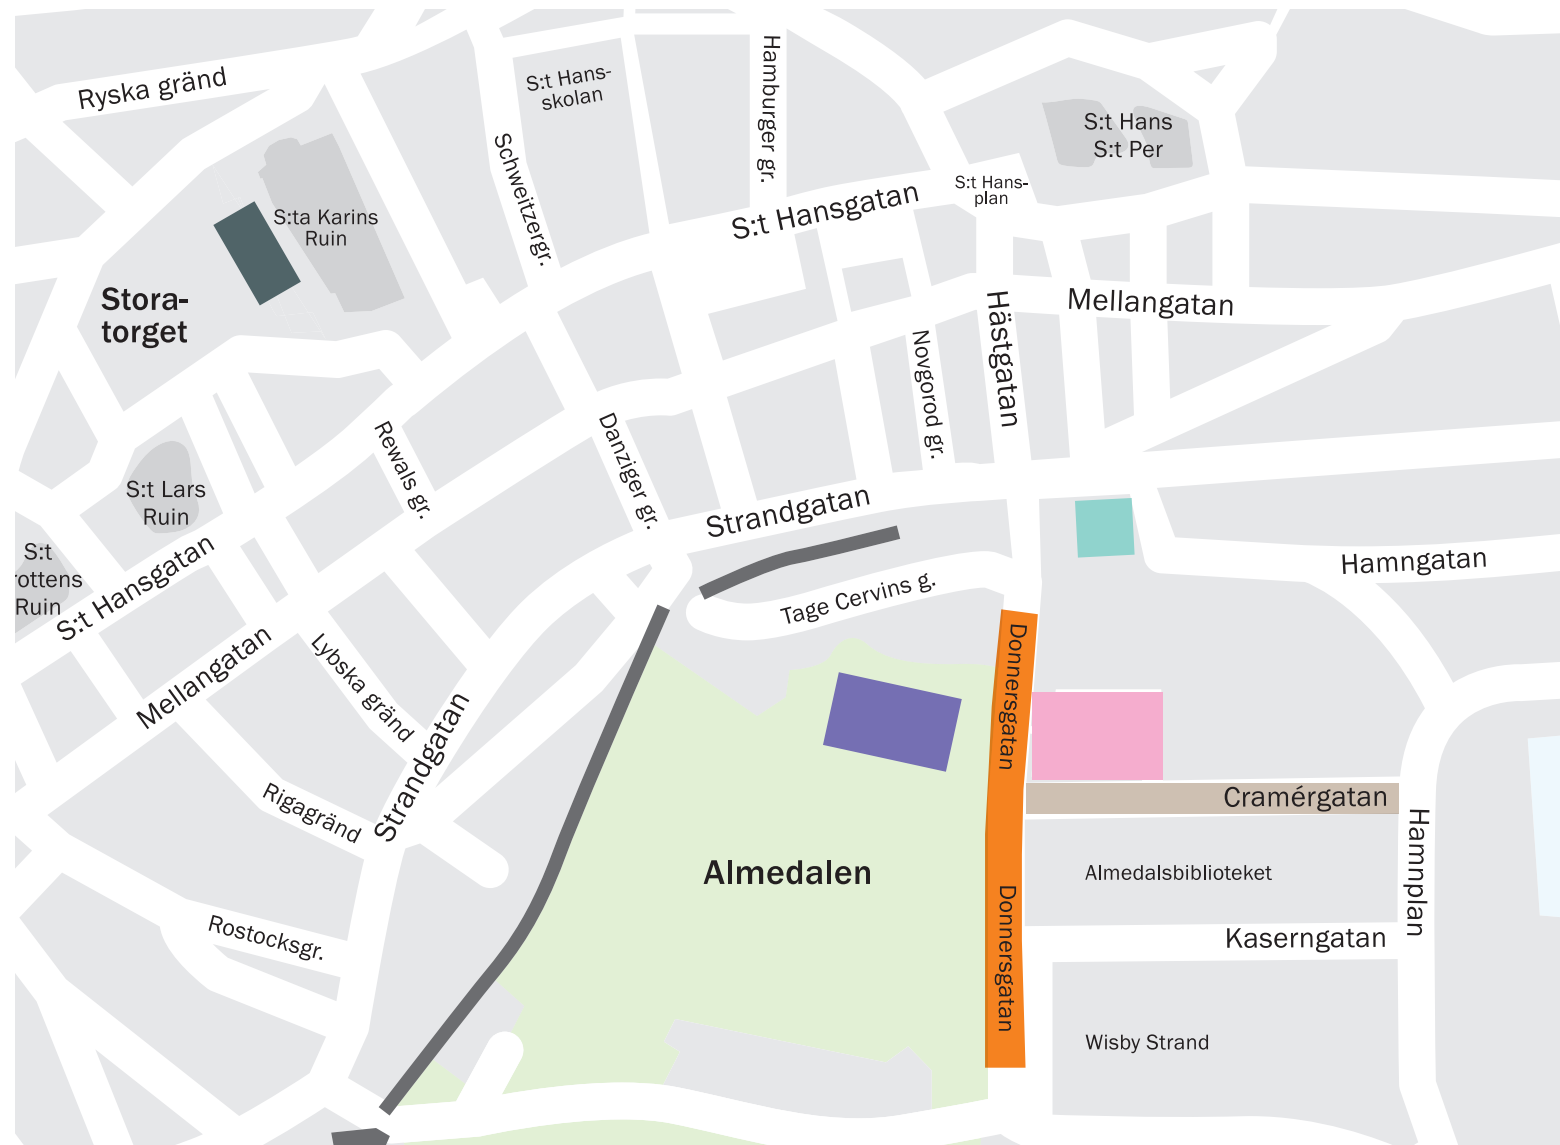 Ryska gränd
S:t Hans-
skolan
Hamburger gr.
Schweitzergr.
S:t Hans
S:t Per
S:t Hans-
plan
S:t Hansgatan
S:ta Karins
Ruin
Stora-
torget
Hästgatan
Mellangatan
Novgorod gr.
Rewals gr.
Danziger gr.
S:t Lars
Ruin
Strandgatan
S:t
rottens
Ruin
S:t Hansgatan
Hamngatan
Tage Cervins g.
Mellangatan
Lybska gränd
Strandgatan
Donnersgatan
Rigagränd
Cramérgatan
Hamnplan
Almedalen
Almedalsbiblioteket
Donnersgatan
Rostocksgr.
Kaserngatan
Wisby Strand